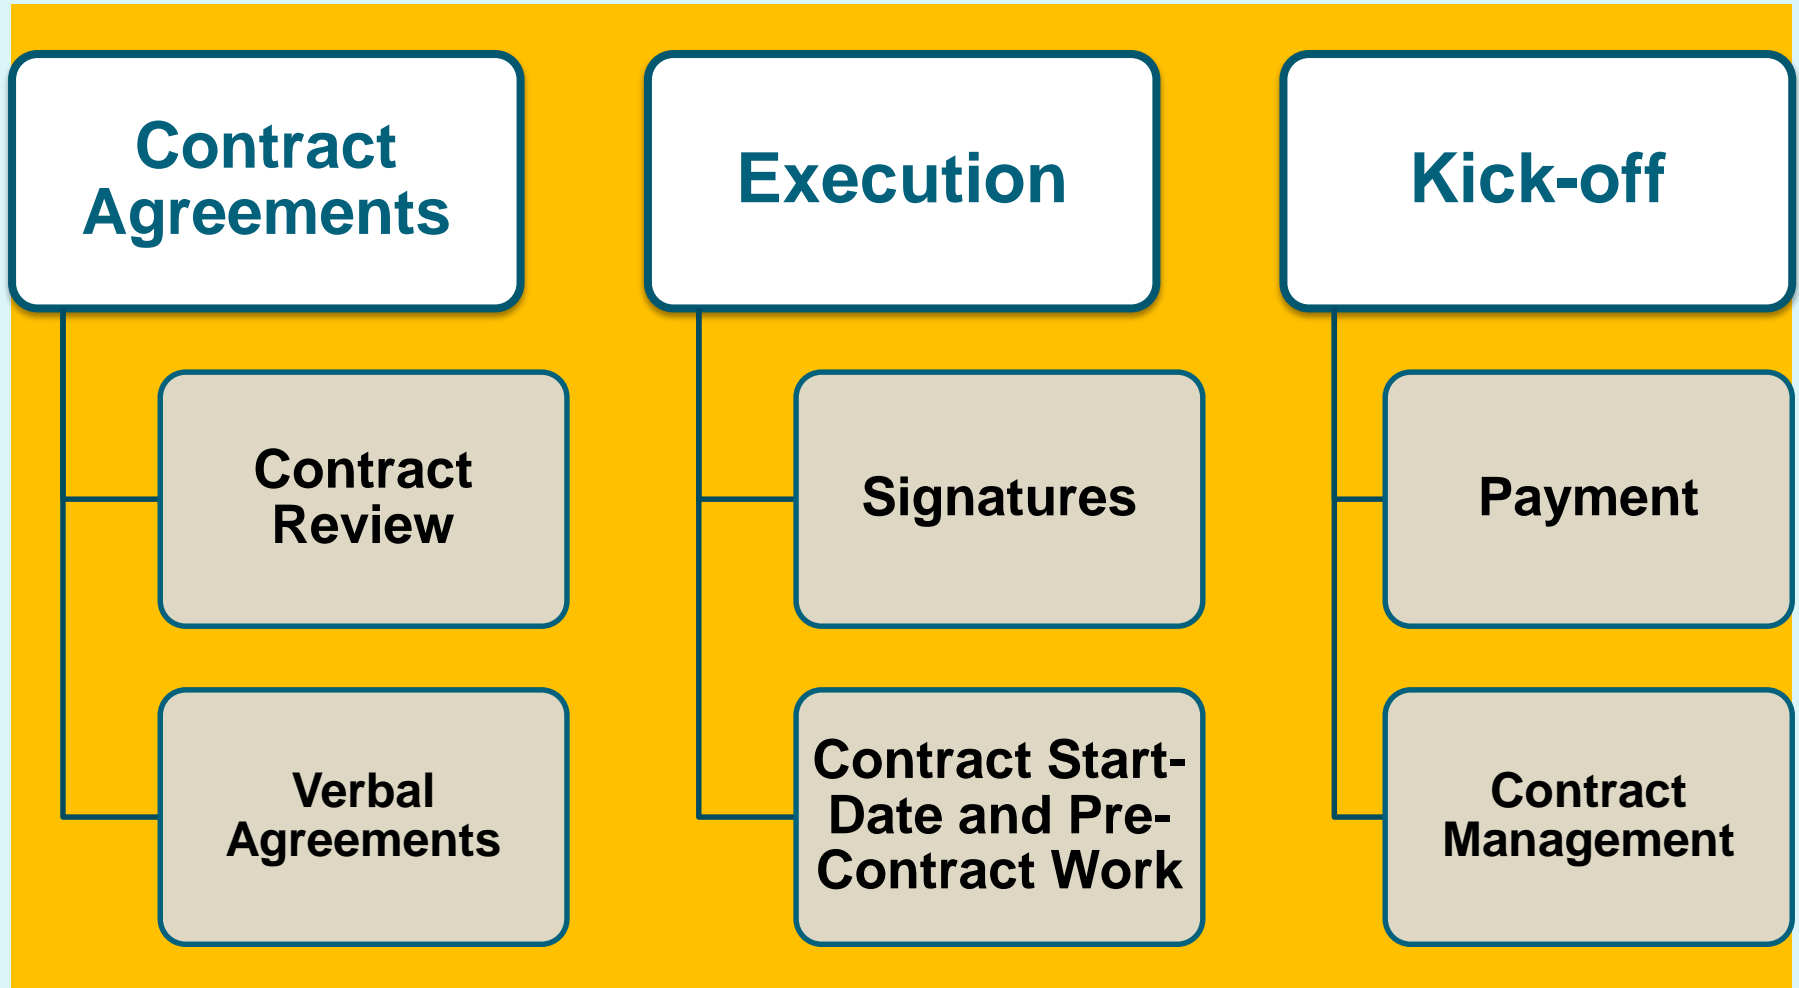 Contract
Agreements
Contract
Review
Verbal
Agreements
Execution
Signatures
Contract Start-
Date and Pre-
Contract Work
Kick-off
Payment
Contract
Management